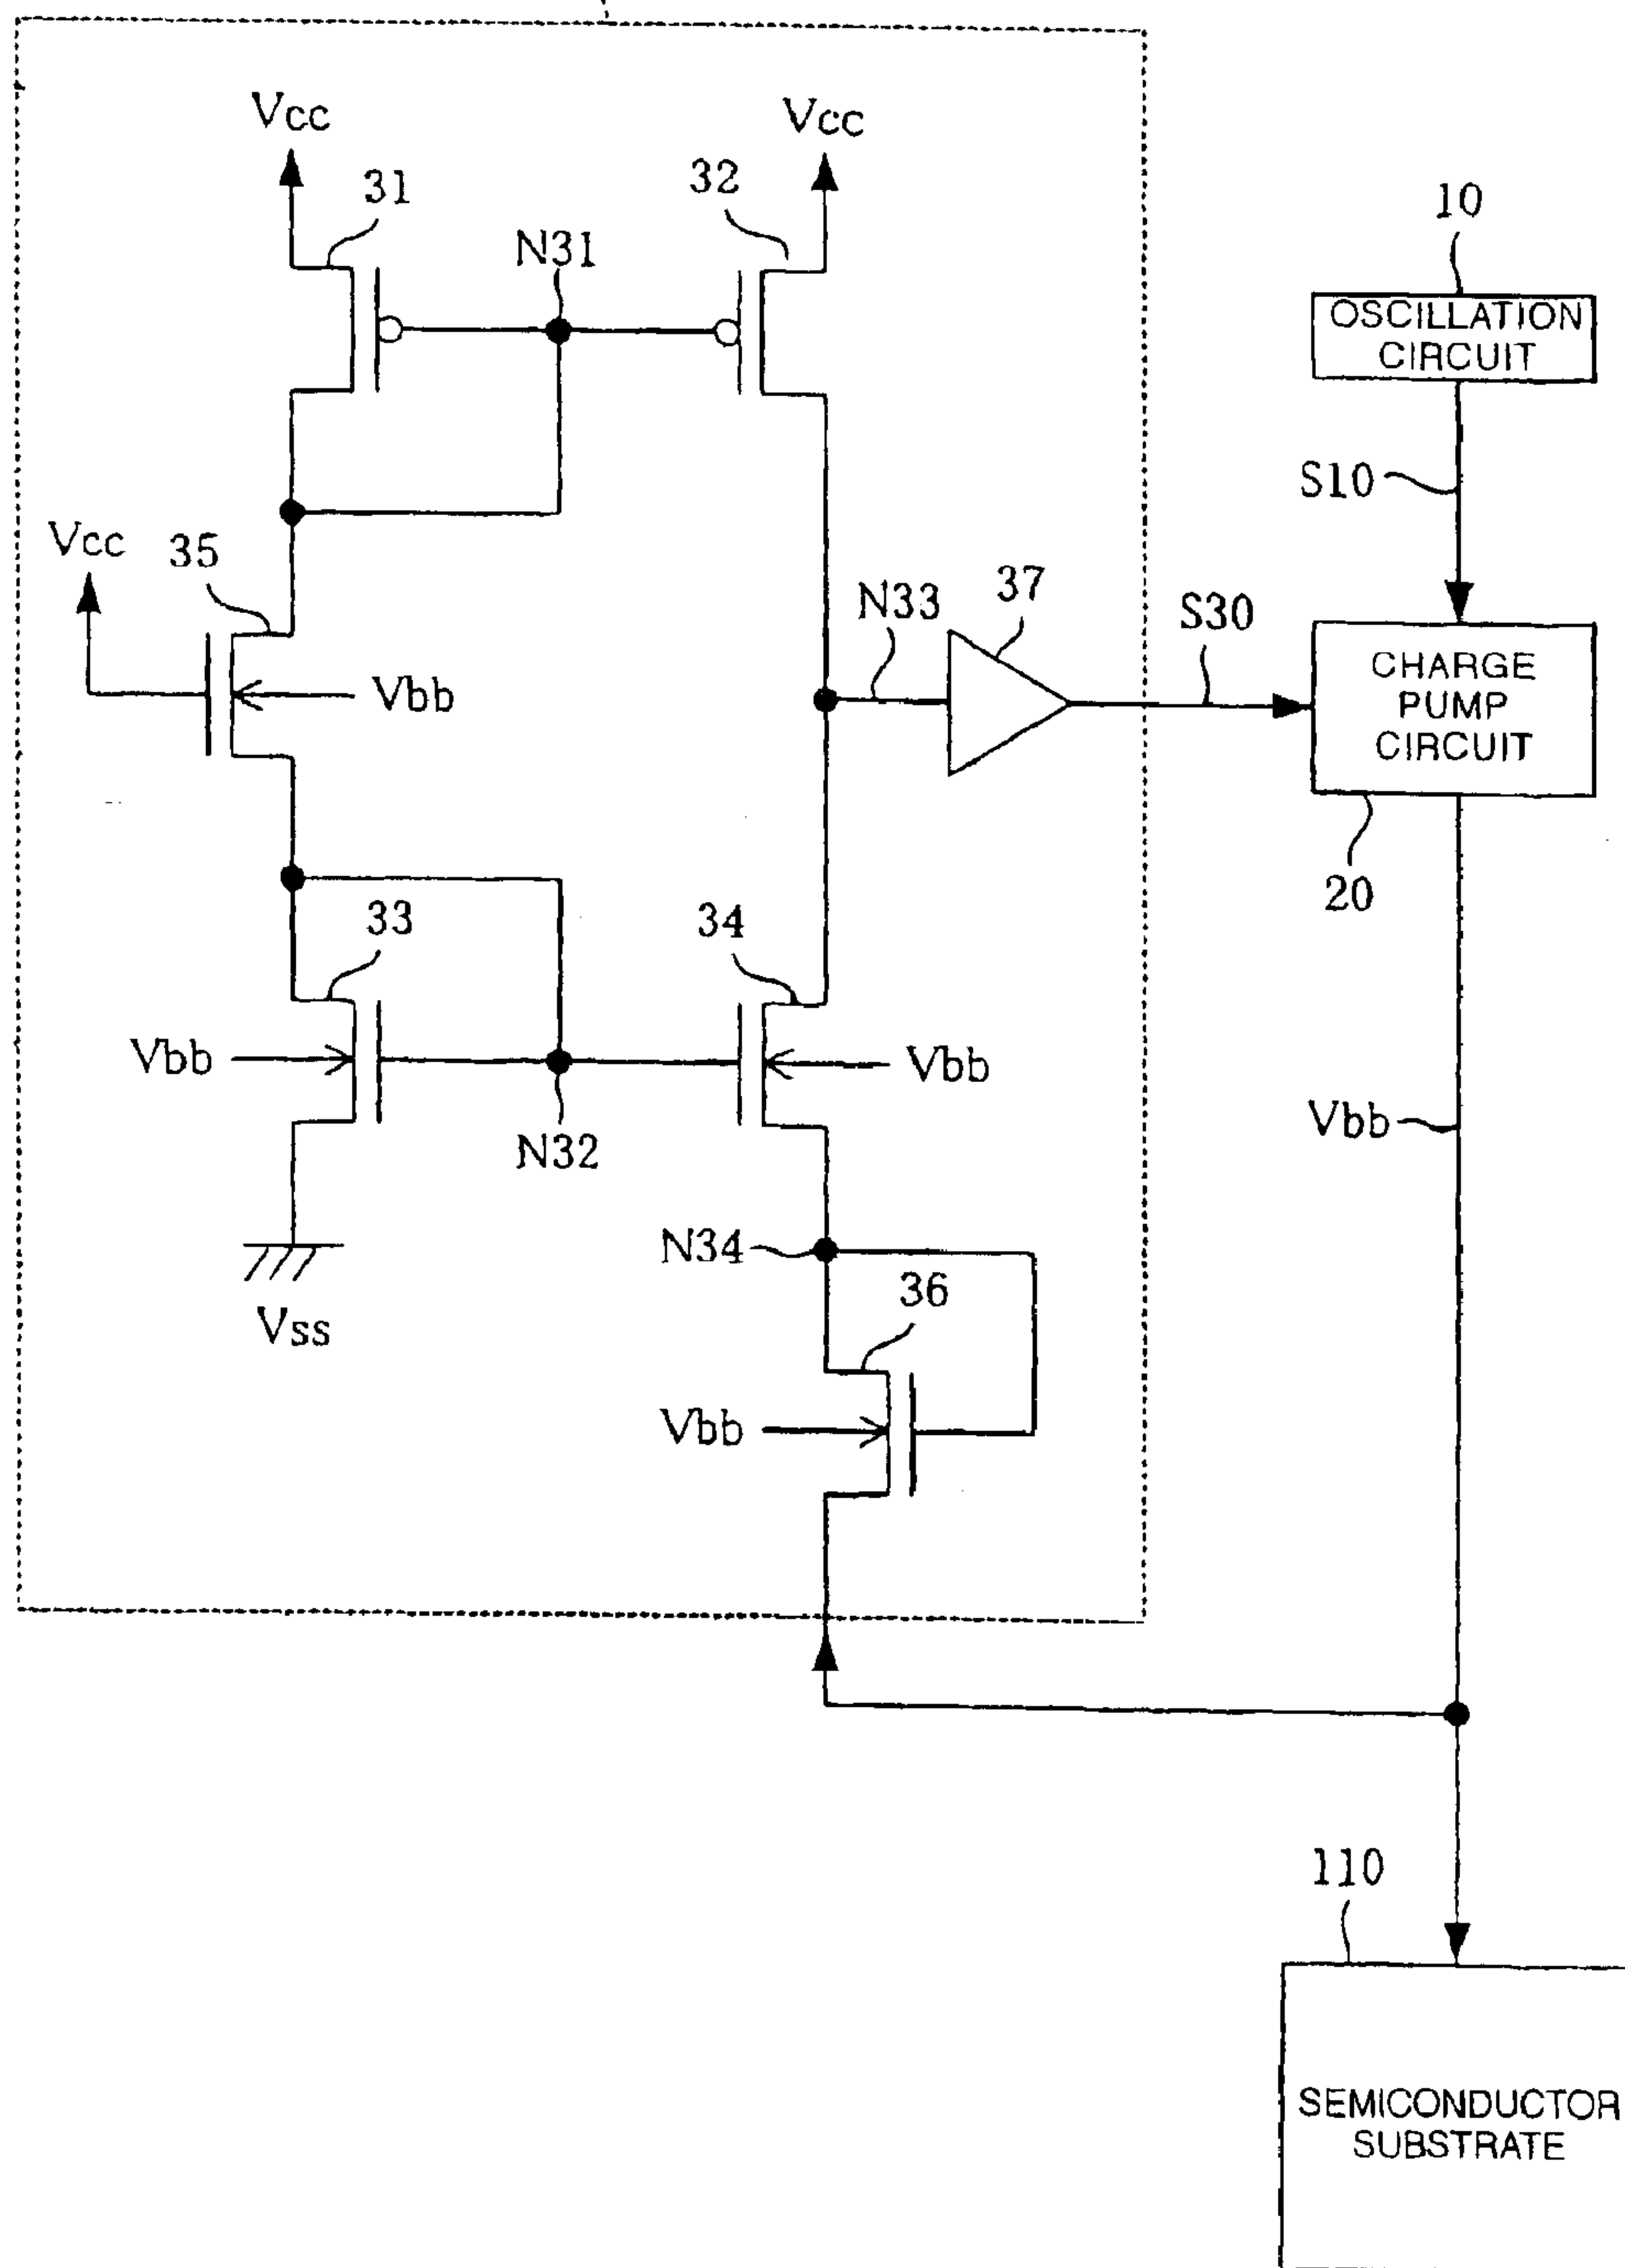 Vcc
Vcc
31
32
N31
10
OSCILLATION
CIRCUIT
S10
Vcc
35
N33
37
S30
Vbb
CHARGE
PUMP
CIRCUIT
20
33
34
Vbb
Vbb
Vbb
N32
N34
36
Vss
Vbb
110
SEMICONDUCTOR
SUBSTRATE